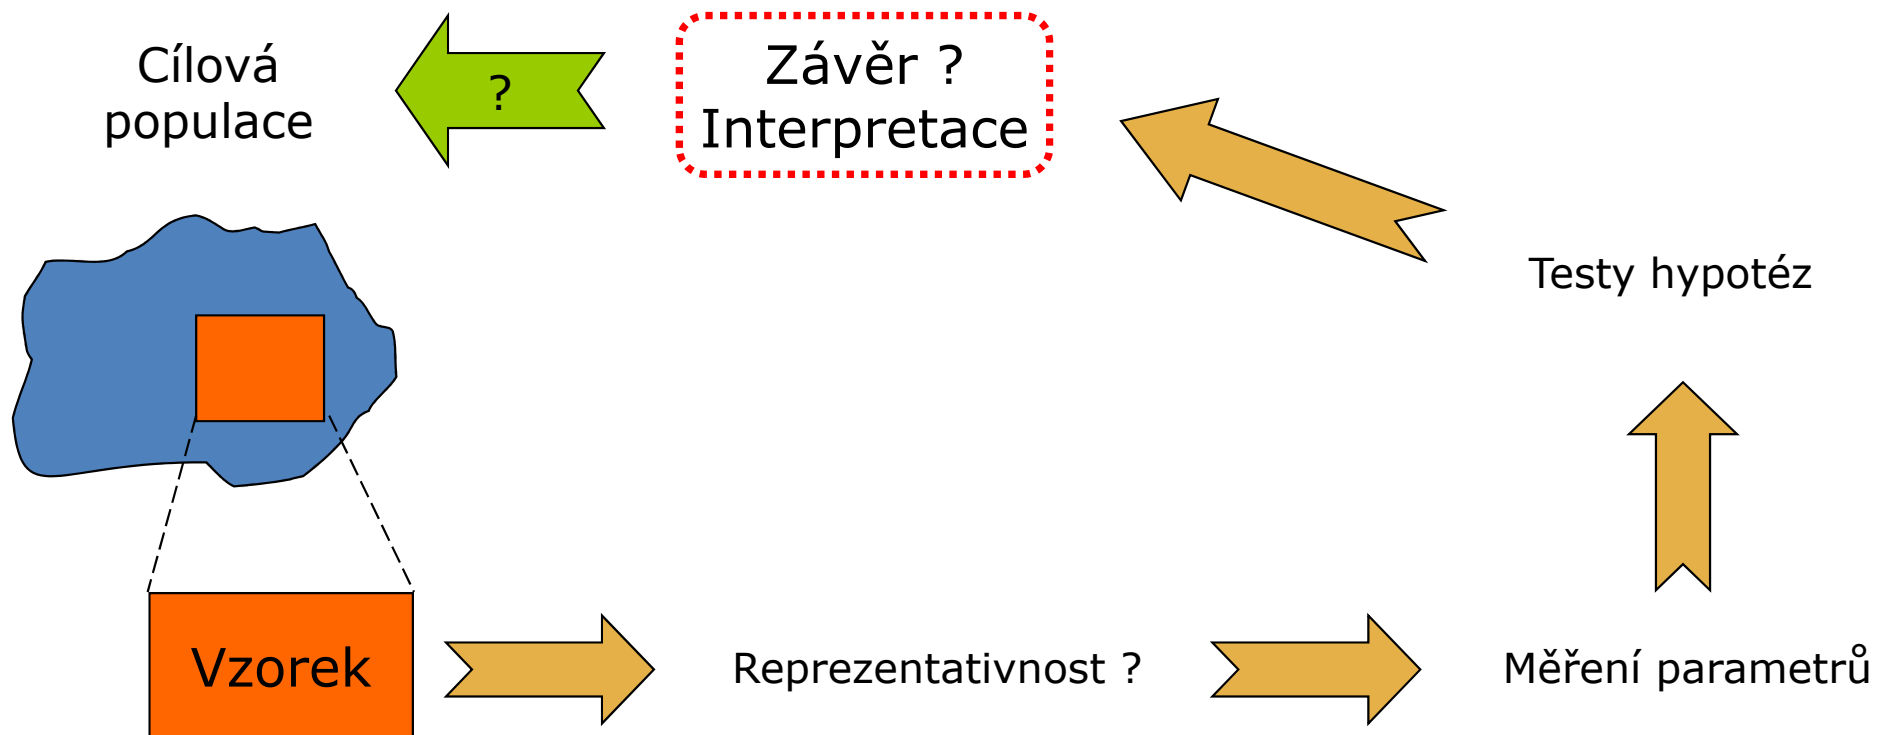 Cílová
populace
?
Závěr ?
Interpretace
Testy hypotéz
Vzorek
Reprezentativnost ?
Měření parametrů